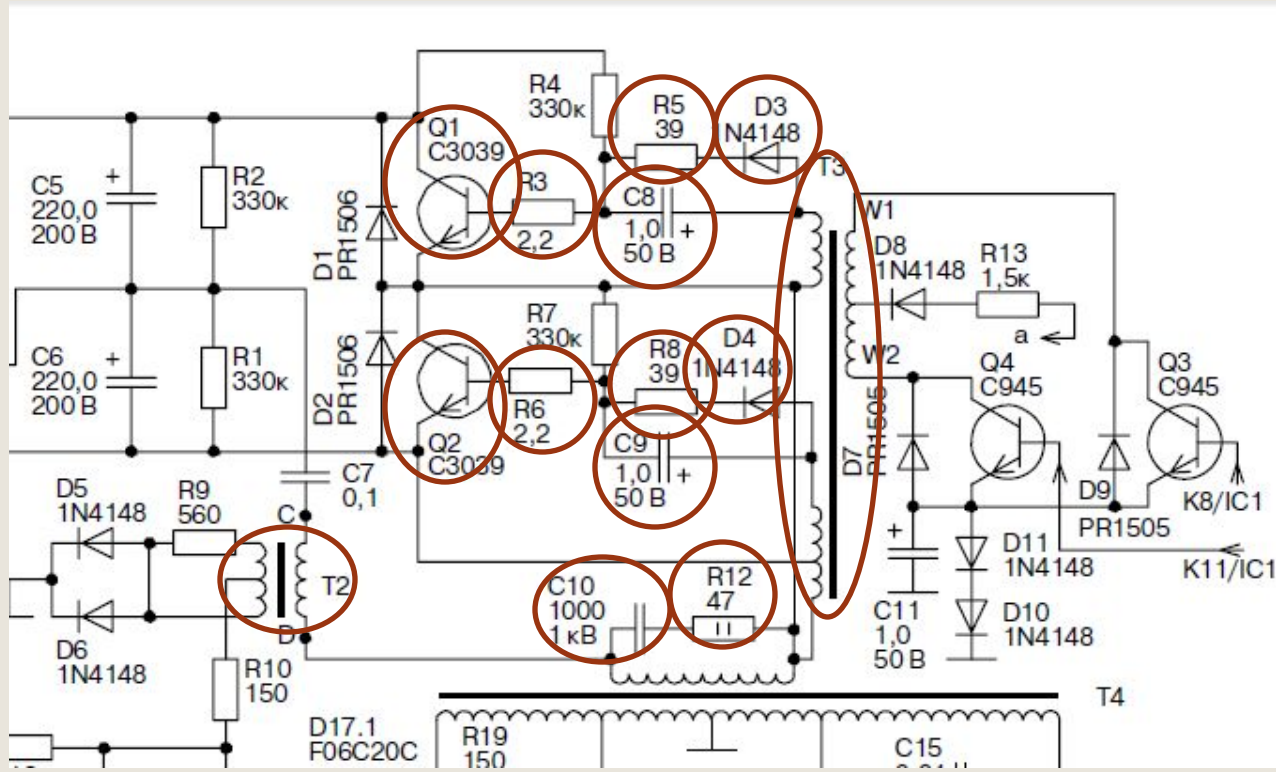 R4
330к
R5
39
D3
1N4148
Q1
C3039
T3
C5
+
220,0
200 В
R2
330к
R3
2,2
C8
1,0
+
50 В
W1
D1
PR1506
D8
1N4148
R13
1,5к
a
R7
330к
D4
1N4148
R8
39
W2
C6
+
220,0
200 В
R1
330к
D2
PR1506
Q4
C945
Q3
C945
R6
2,2
Q2
C3039
C9
1,0
+
50 В
D7
PR1505
C7
0,1
D5
1N4148
R9
560
C
D9
PR1505
K8/IC1
K11/IC1
+
D11
1N4148
T2
C10
1000
1 кВ
R12
47
C11
1,0
50 В
D10
1N4148
D
D6
1N4148
R10
150
T4
D17.1
F06C20C
R19
150
C15